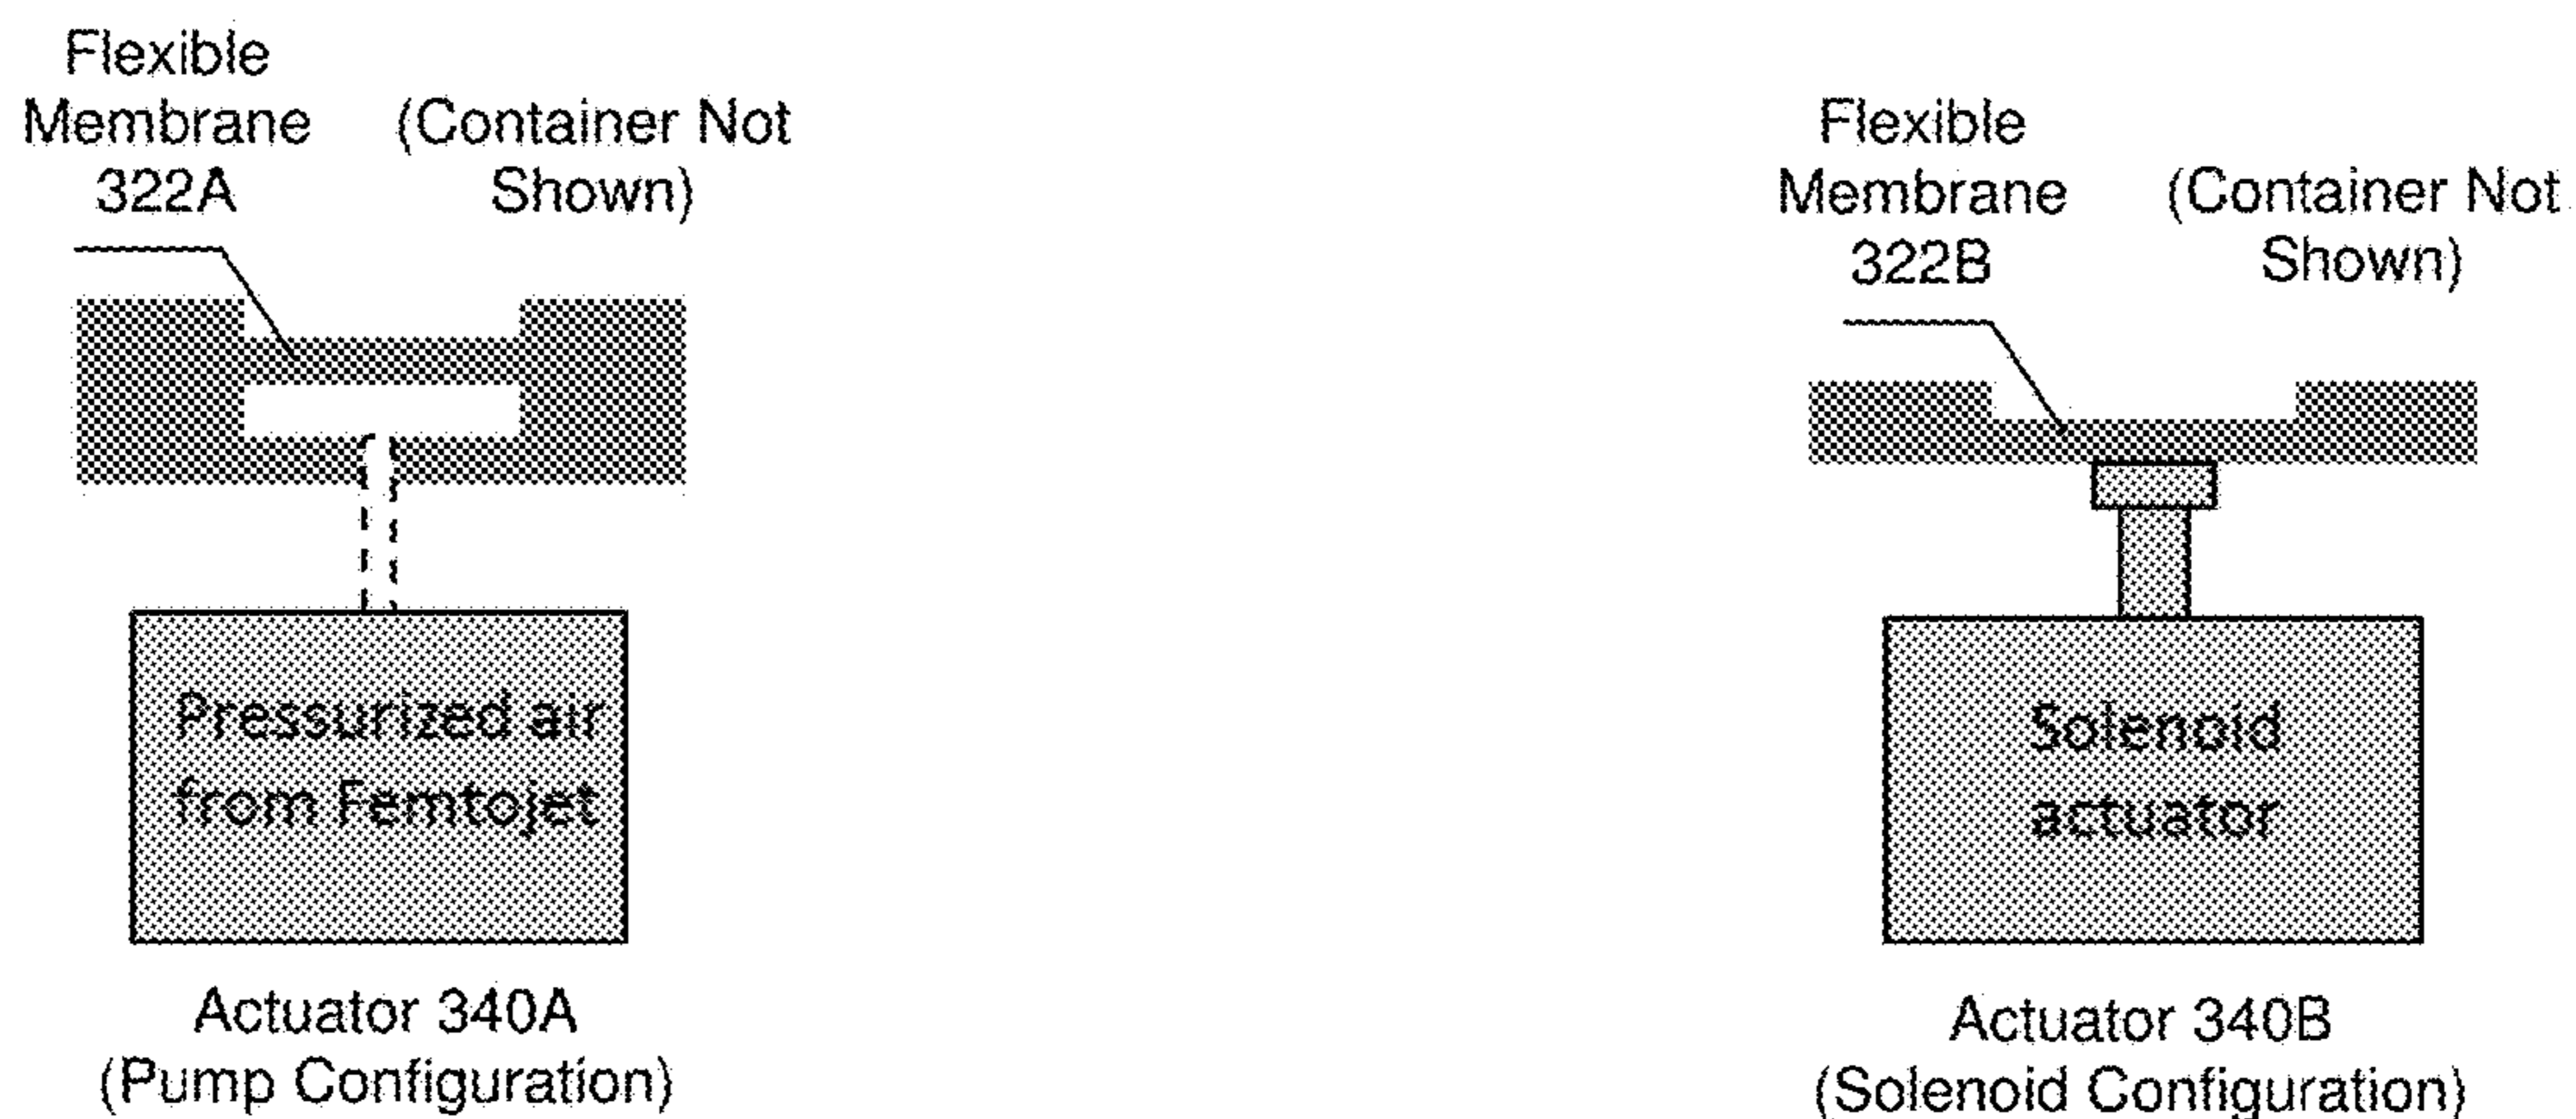 Flexible
Membrane
322A
(Container Not
Shown)
Pressurized air
from Femtojet
Actuator 340A
(Pump Configuration)
Flexible
Membrane
322B
(Container Not
Shown)
Solenoid
actuator
Actuator 340B
(Solenoid Configuration)